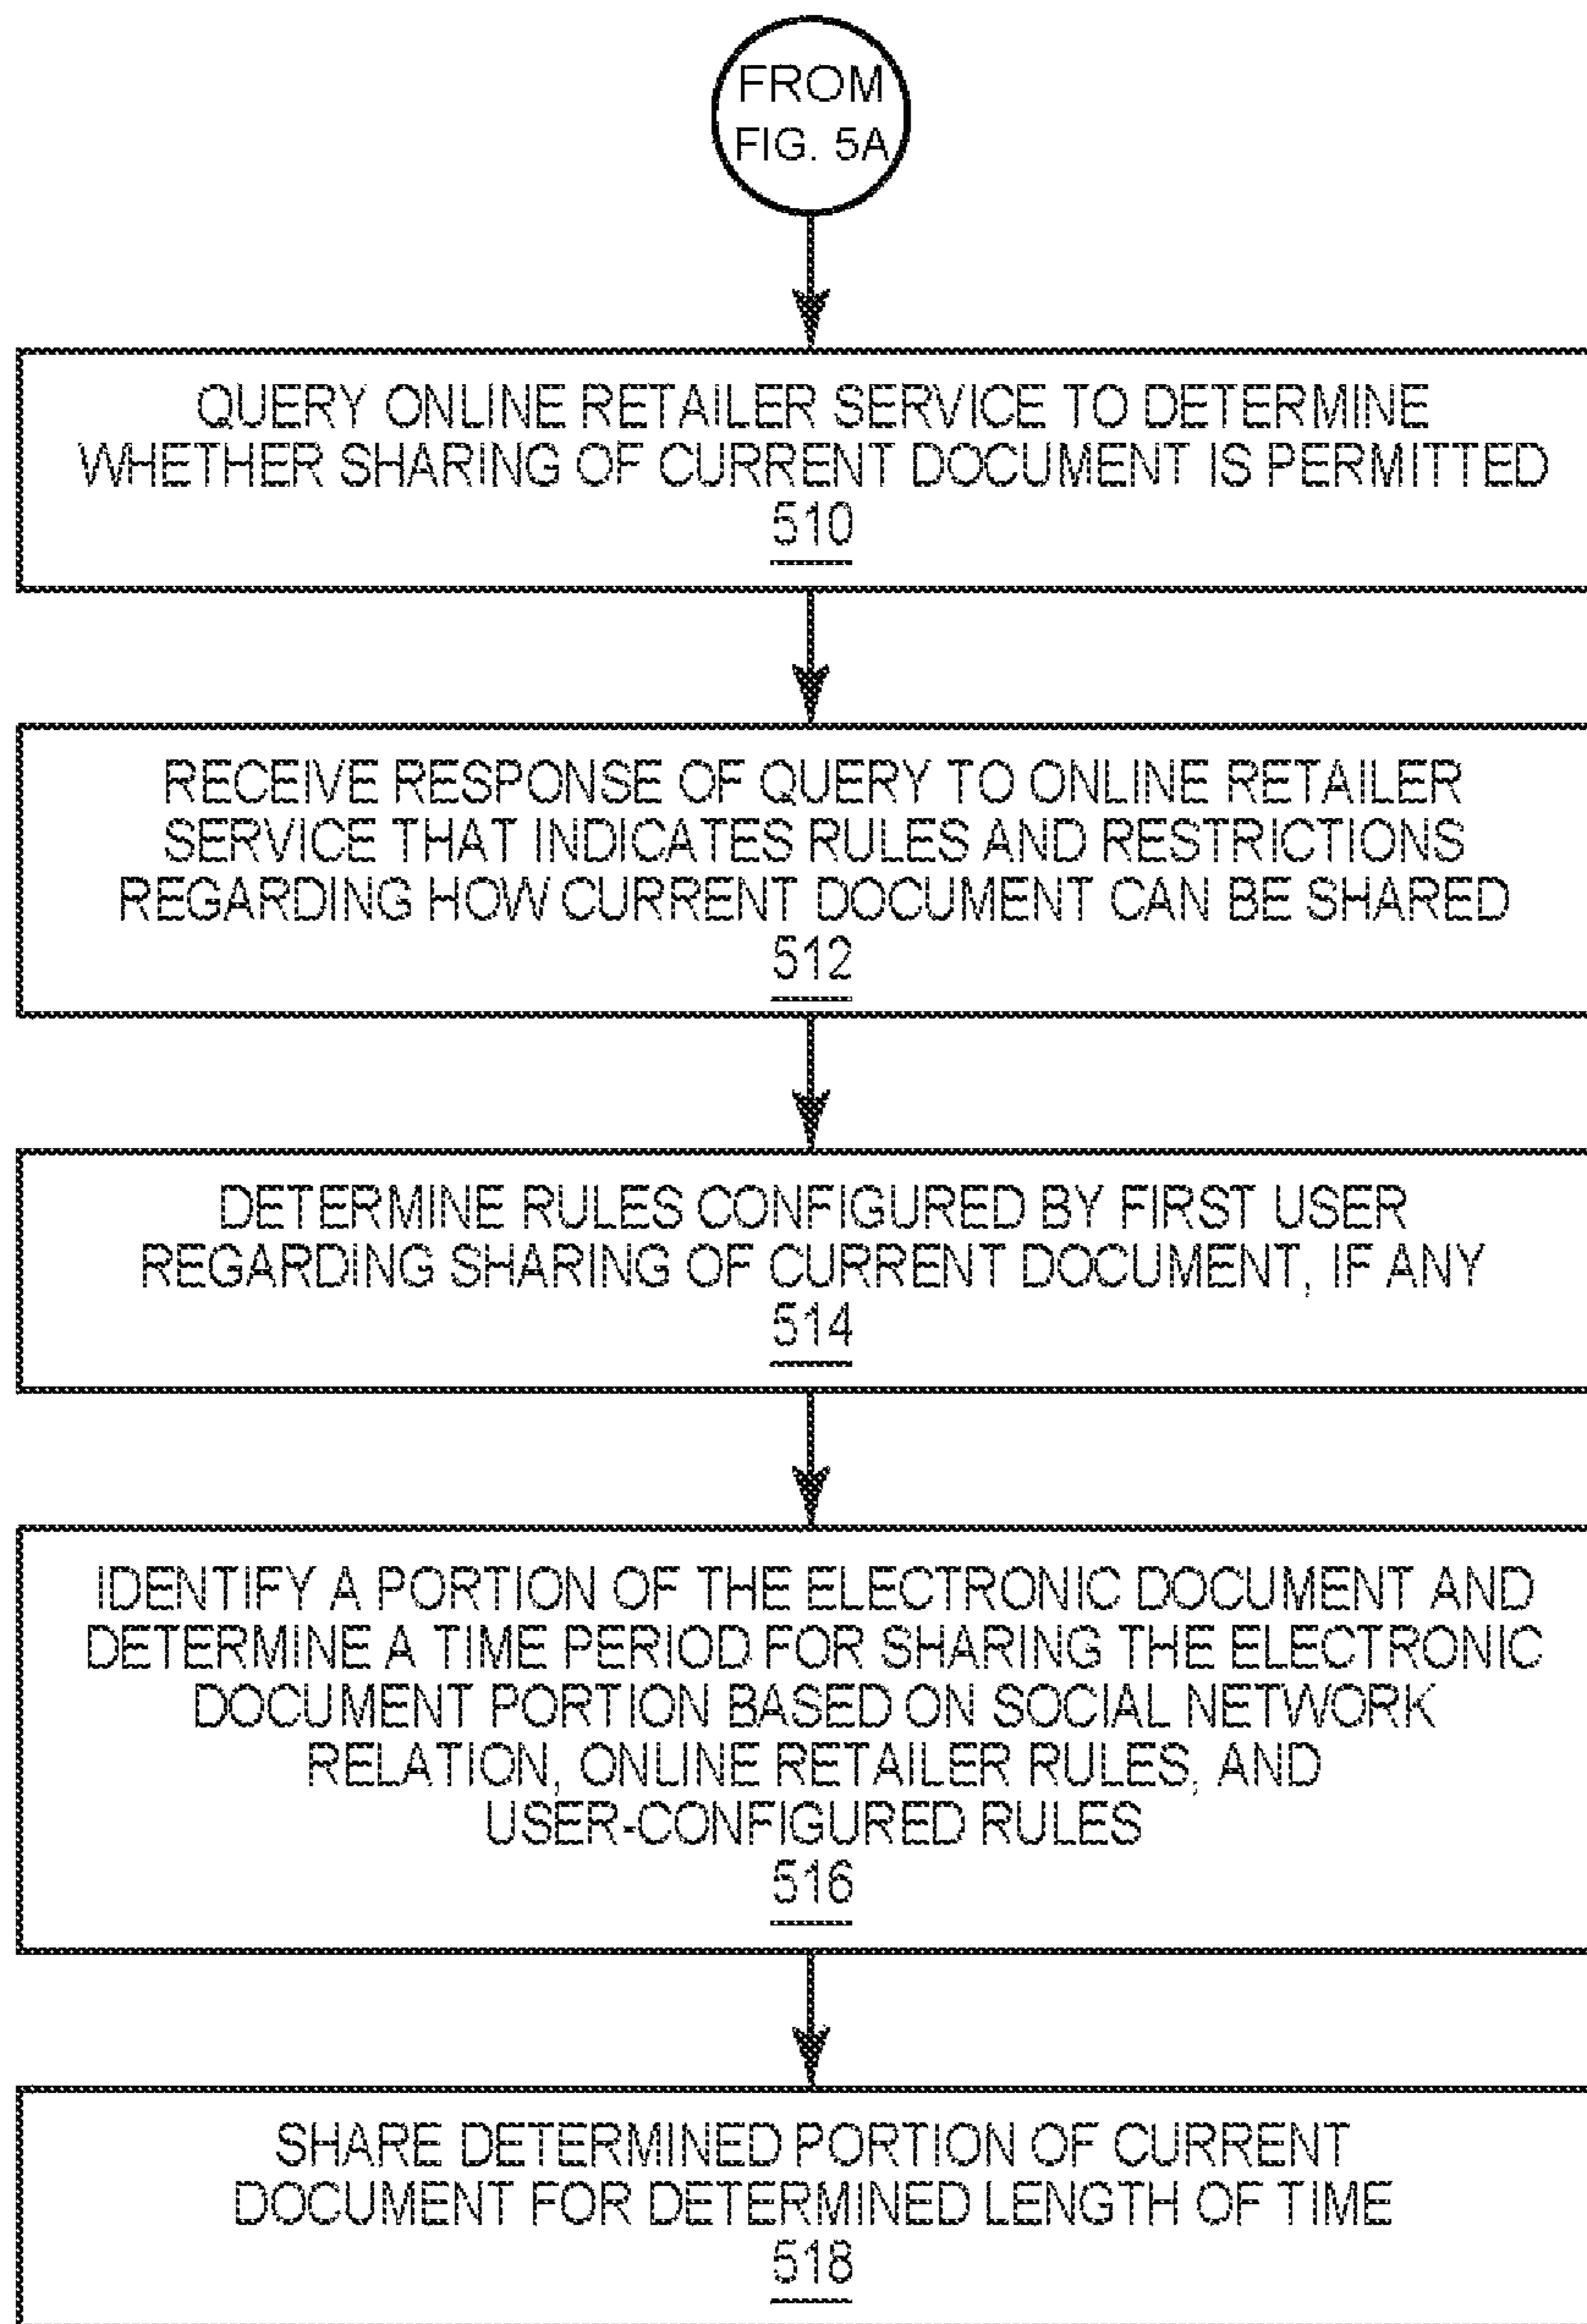 FROM
FIG. 5A
QUERY ONLINE RETAILER SERVICE TO DETERMINE
WHETHER SHARING OF CURRENT DOCUMENT IS PERMITTED
510
RECEIVE RESPONSE OF QUERY TO ONLINE RETAILER
SERVICE THAT INDICATES RULES AND RESTRICTIONS
REGARDING HOW CURRENT DOCUMENT CAN BE SHARED
512
DETERMINE RULES CONFIGURED BY FIRST USER
REGARDING SHARING OF CURRENT DOCUMENT, IF ANY
514
IDENTIFY A PORTION OF THE ELECTRONIC DOCUMENT AND
DETERMINE A TIME PERIOD FOR SHARING THE ELECTRONIC
DOCUMENT PORTION BASED ON SOCIAL NETWORK
RELATION, ONLINE RETAILER RULES, AND
USER-CONFIGURED RULES
516
SHARE DETERMINED PORTION OF CURRENT
DOCUMENT FOR DETERMINED LENGTH OF TIME
518